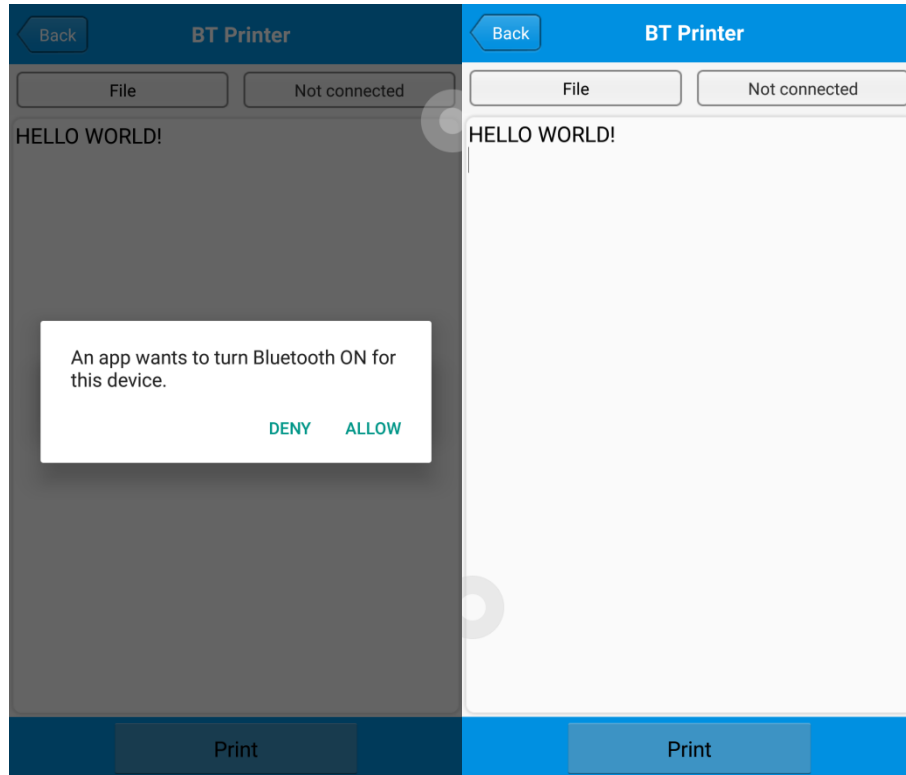 Back
BT Printer
File
Not connected
HELLO WORLD!
An app wants to turn Bluetooth ON for
this device.
DENY
ALLOW
Print
Back
BT Printer
File
Not connected
HELLO WORLD!
Print